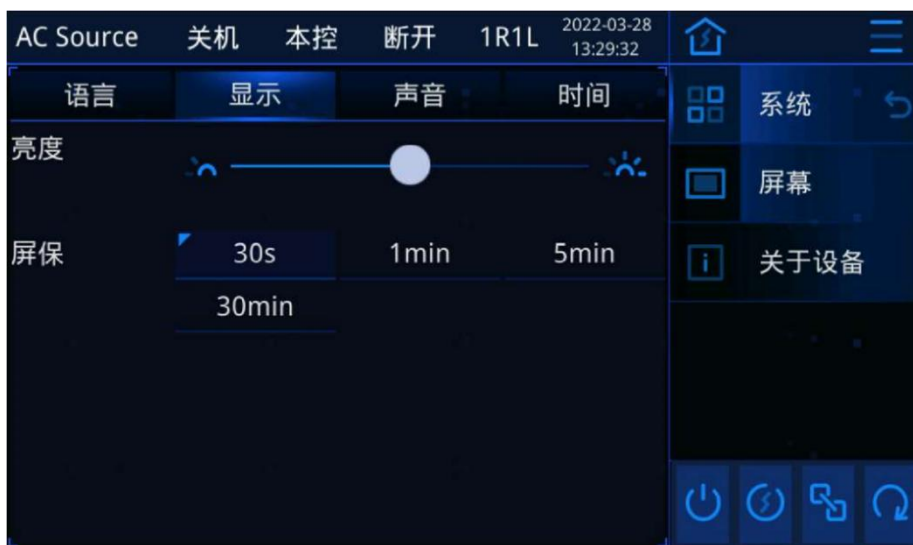 AC Source 关机 本控 断开 1R1L 2022-03-28
13:29:32
语言 显示 声音 时间
亮度
屏保 30s 1min 5min
30min
系统
屏幕
关于设备